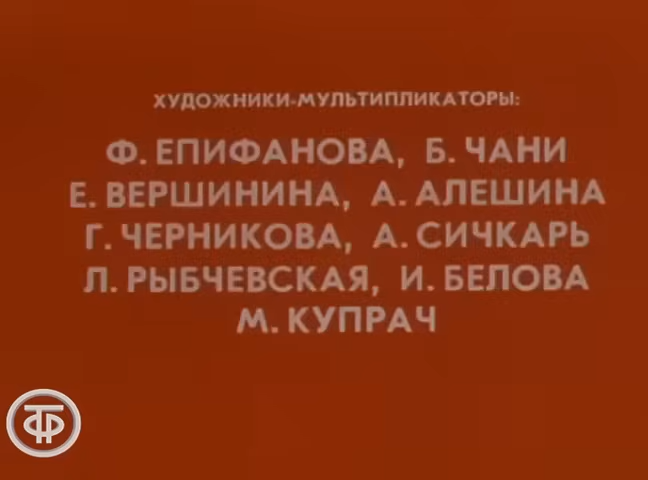 ХУДОЖНИКИ-МУЛЬТИПЛИКАТОРЫ:
Ф. ЕПИФАНОВА, Б. ЧАНИ
Е. ВЕРШИНИНА, А. АЛЕШИНА
Г. ЧЕРНИКОВА, А. СИЧКАРЬ
Л. РЫБЧЕВСКАЯ, И. БЕЛОВА
М. КУПРАЧ